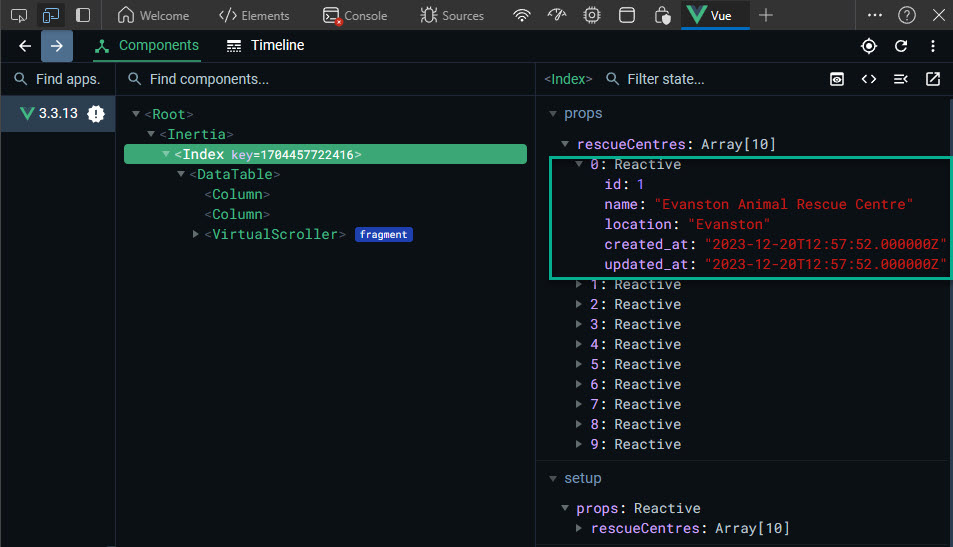 Welcome Elements Console Sources Vue
Components Timeline
Find apps. Find components... <Index> Filter state...
3.3.13
<Root>
<Inertia>
<Index key=1704457722416>
<DataTable>
<Column>
<Column>
<VirtualScroller> fragment
props
rescueCentres: Array[10]
0: Reactive
id: 1
name: "Evanston Animal Rescue Centre"
location: "Evanston"
created_at: "2023-12-20T12:57:52.000000Z"
updated_at: "2023-12-20T12:57:52.000000Z"
1: Reactive
2: Reactive
3: Reactive
4: Reactive
5: Reactive
6: Reactive
7: Reactive
8: Reactive
9: Reactive
setup
props: Reactive
rescueCentres: Array[10]